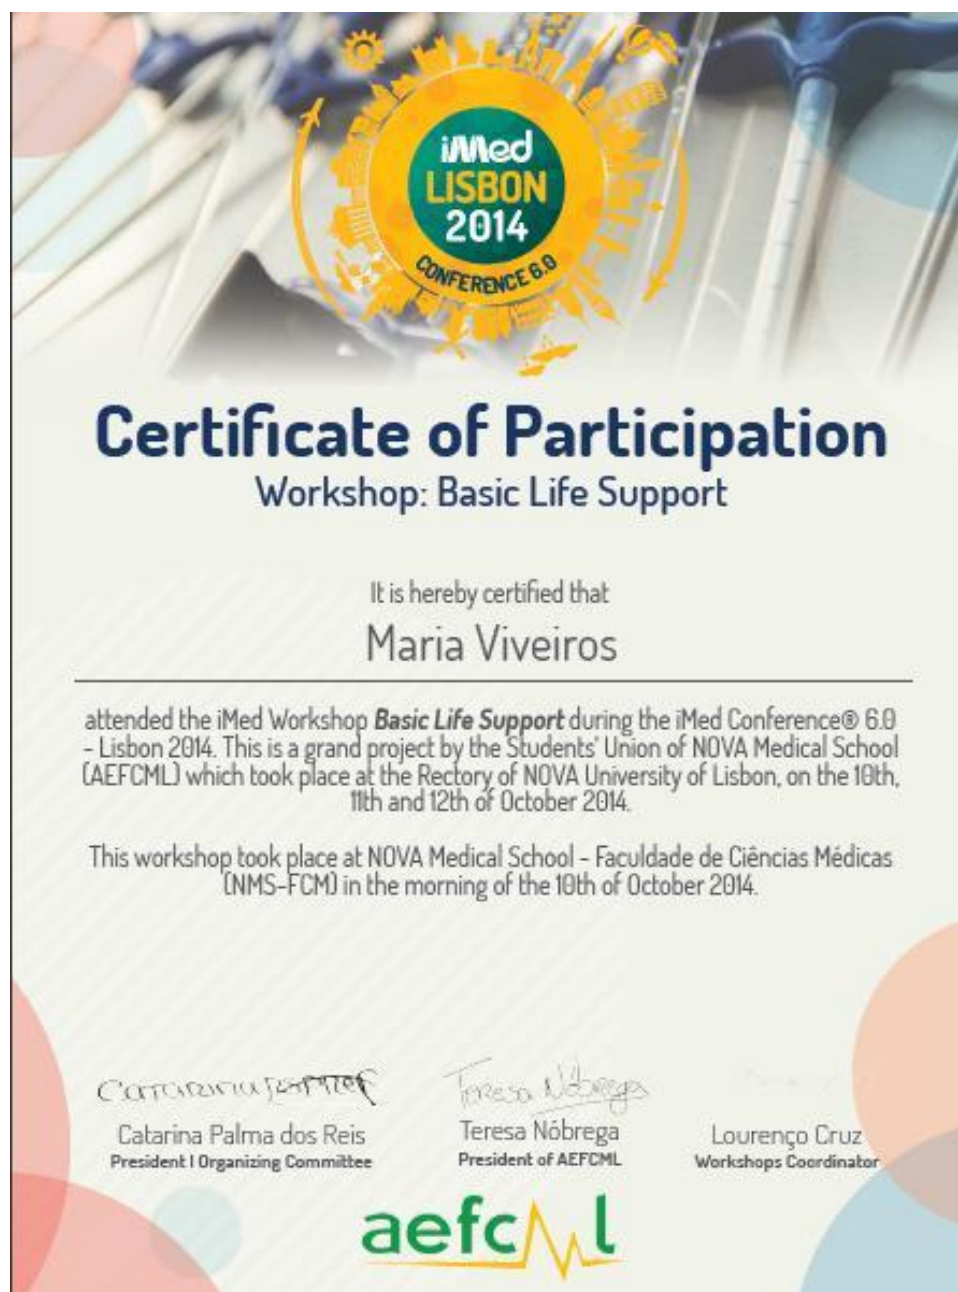 iMed
LISBON
2014
CONFERENCE 6.0
Certificate of Participation
Workshop: Basic Life Support
It is hereby certified that
Maria Viveiros
attended the iMed Workshop Basic Life Support during the iMed Conference® 6.0
- Lisbon 2014. This is a grand project by the Students' Union of NOVA Medical School
(AEFCML) which took place at the Rectory of NOVA University of Lisbon, on the 10th,
11th and 12th of October 2014.
This workshop took place at NOVA Medical School - Faculdade de Ciências Médicas
(NMS-FCM) in the morning of the 10th of October 2014.
Teresa Nóbrega
Catarina Palma dos Reis
President | Organizing Committee
Teresa Nóbrega
President of AEFCML
Lourenço Cruz
Workshops Coordinator
aefcml